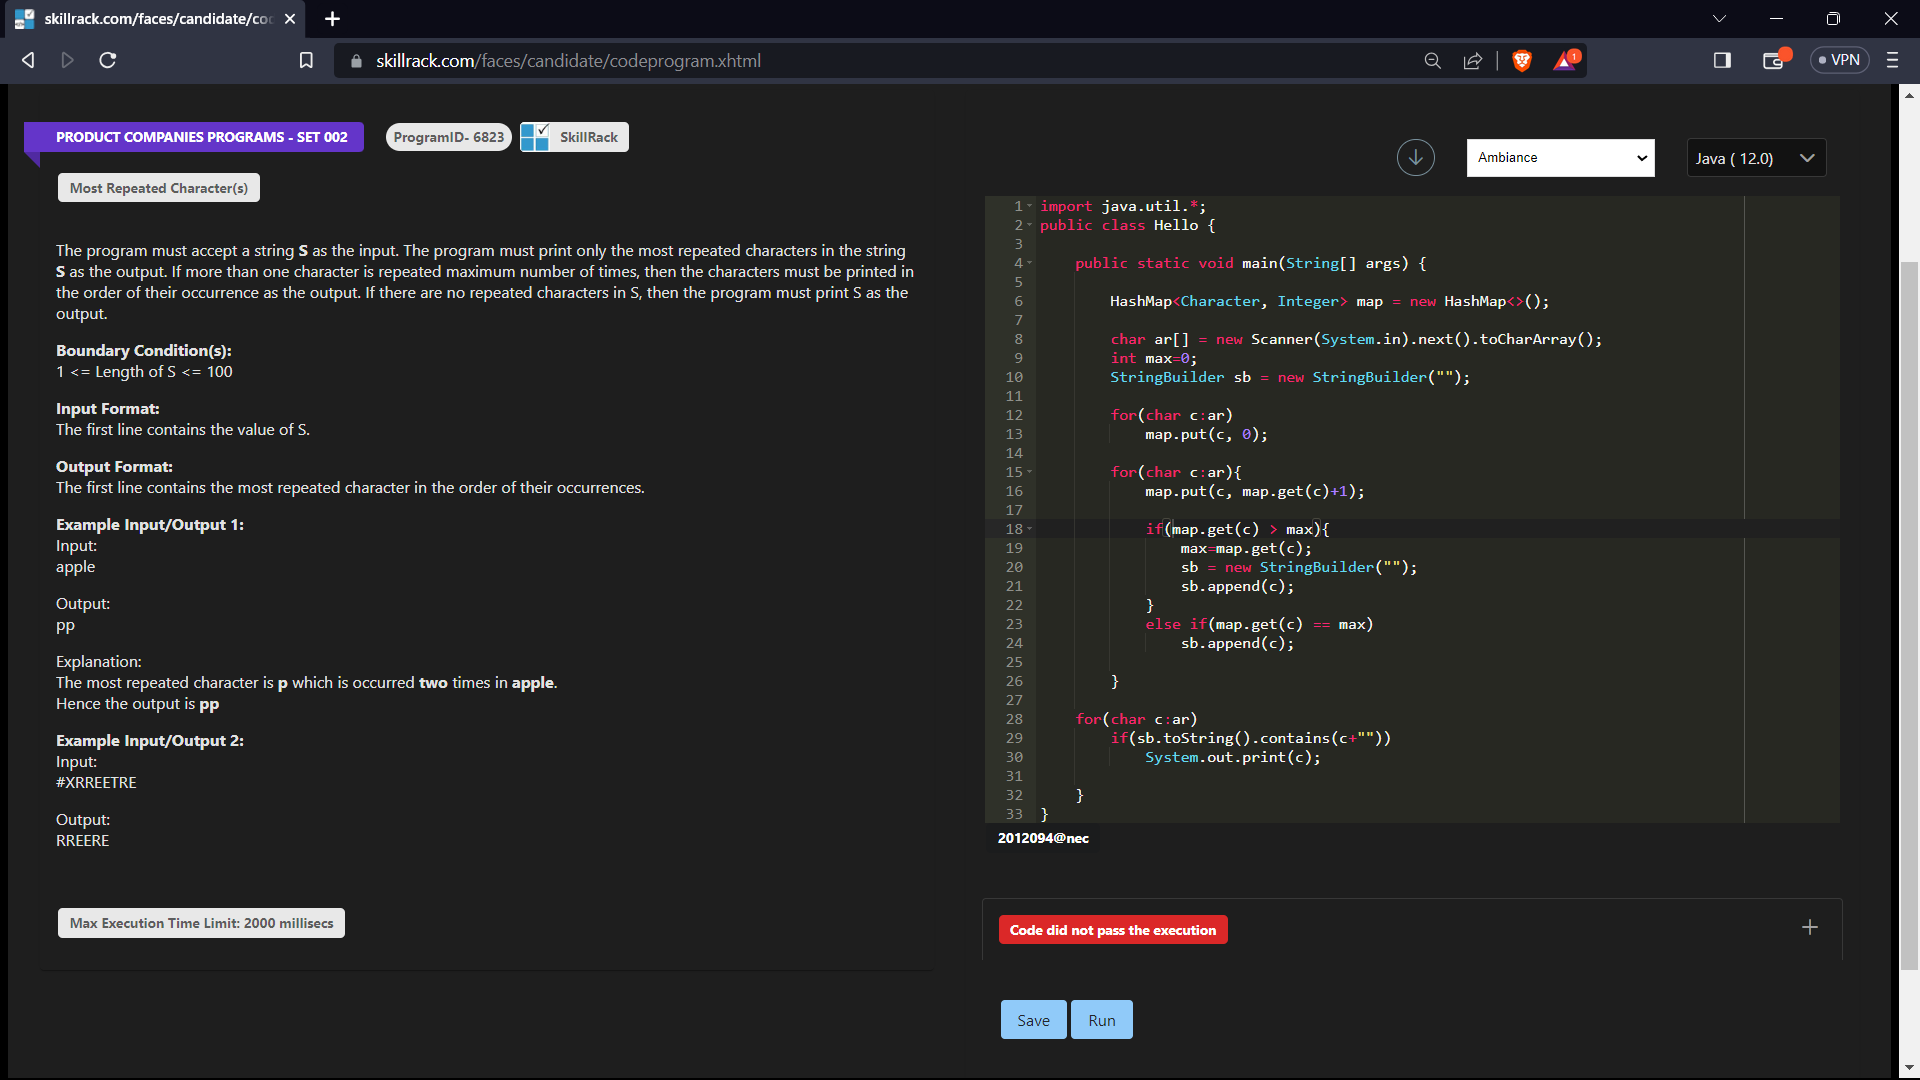 skillrack.com/faces/candidate/co
skillrack.com/faces/candidate/codeprogram.xhtml
1
VPN
PRODUCT COMPANIES PROGRAMS - SET 002
ProgramID- 6823
SkillRack
Ambiance
Java ( 12.0)
Most Repeated Character(s)
The program must accept a string S as the input. The program must print only the most repeated characters in the string
S as the output. If more than one character is repeated maximum number of times, then the characters must be printed in
the order of their occurrence as the output. If there are no repeated characters in S, then the program must print S as the
output.
Boundary Condition(s):
1 <= Length of S <= 100
Input Format:
The first line contains the value of S.
Output Format:
The first line contains the most repeated character in the order of their occurrences.
Example Input/Output 1:
Input:
apple
Output:
pp
Explanation:
The most repeated character is p which is occurred two times in apple.
Hence the output is pp
Example Input/Output 2:
Input:
#XRREETRE
Output:
RREERE
Max Execution Time Limit: 2000 millisecs
1 import java.util.*;
2 public class Hello {
3
4 public static void main(String[] args) {
5
6 HashMap<Character, Integer> map = new HashMap<>();
7
8 char ar[] = new Scanner(System.in).next().toCharArray();
9 int max=0;
10 StringBuilder sb = new StringBuilder("");
11
12 for(char c:ar)
13 map.put(c, 0);
14
15 for(char c:ar){
16 map.put(c, map.get(c)+1);
17
18 if(map.get(c) > max){
19 max=map.get(c);
20 sb = new StringBuilder("");
21 sb.append(c);
22 }
23 else if(map.get(c) == max)
24 sb.append(c);
25
26 }
27
28 for(char c:ar)
29 if(sb.toString().contains(c+""))
30 System.out.print(c);
31
32 }
33 }
2012094@nec
Code did not pass the execution
Save
Run